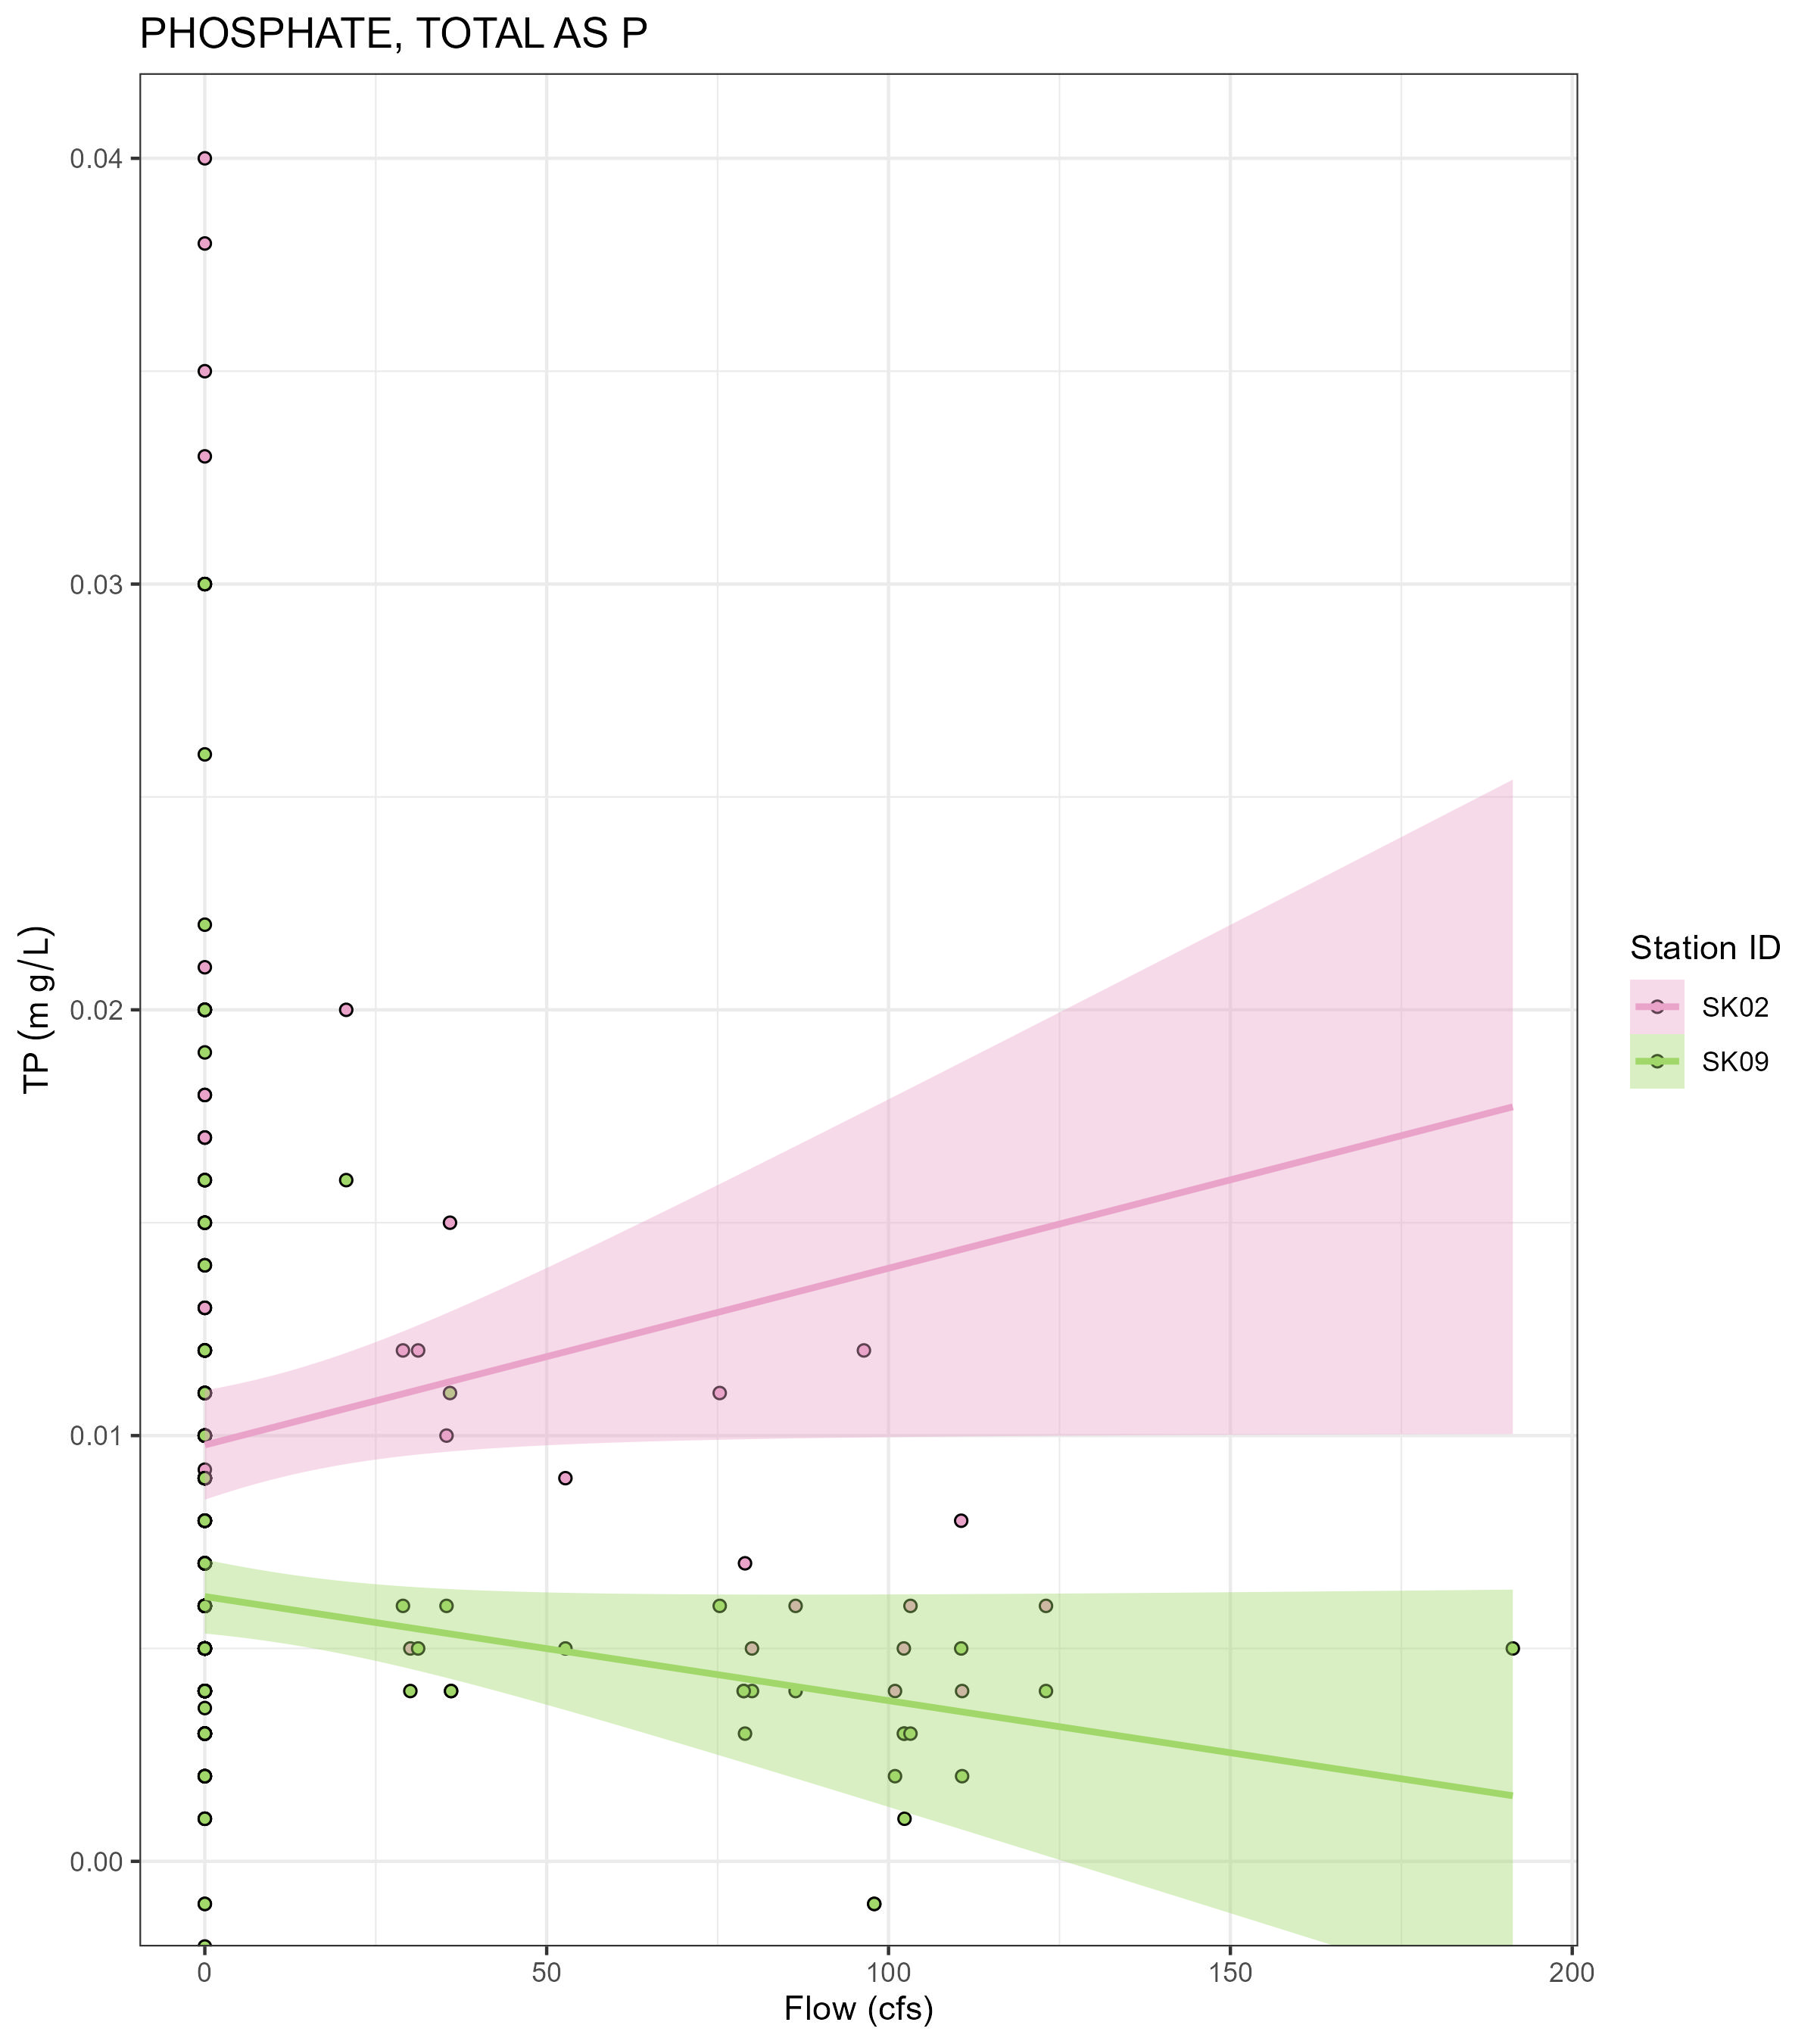 PHOSPHATE, TOTAL AS P
0.04
0.03
0.02
0.01
0.00
TP (mg/L)
0
50
100
150
200
Flow (cfs)
Station ID
SK02
SK09